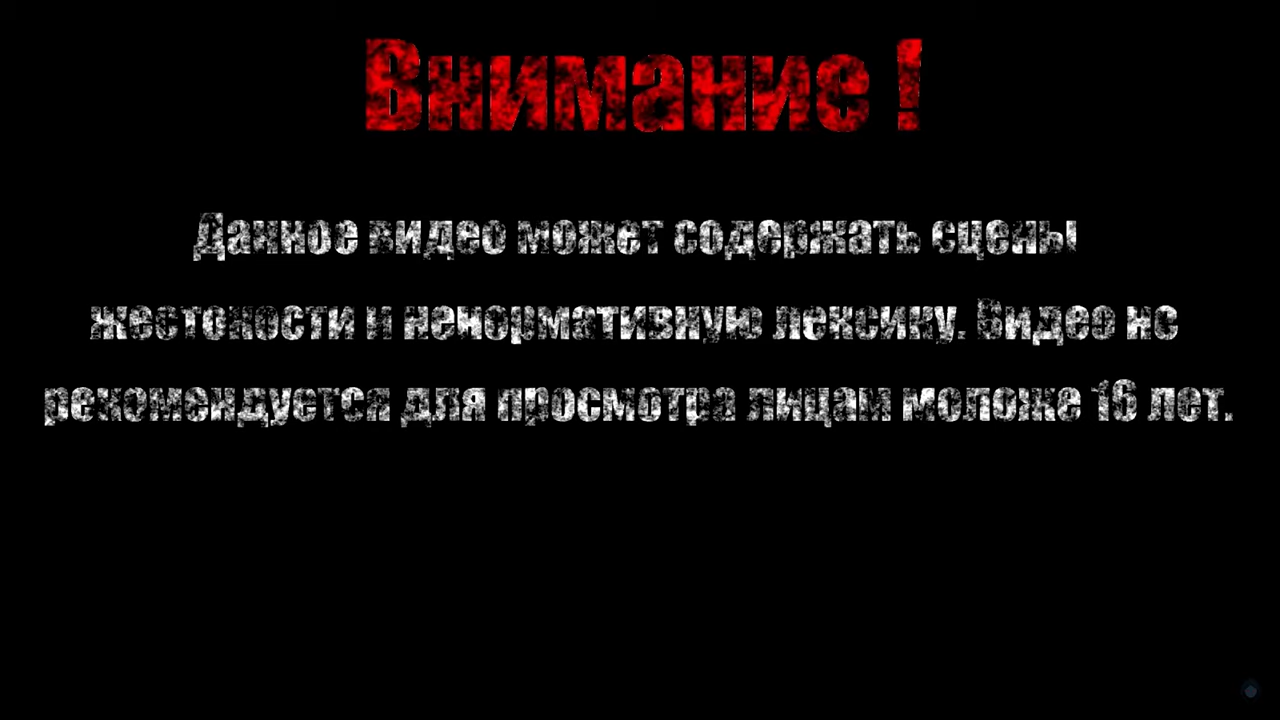 Внимание !
Данное видео может содержать сцены
жестокости и ненормативную лексику. Видео не
рекомендуется для просмотра лицам моложе 16 лет.